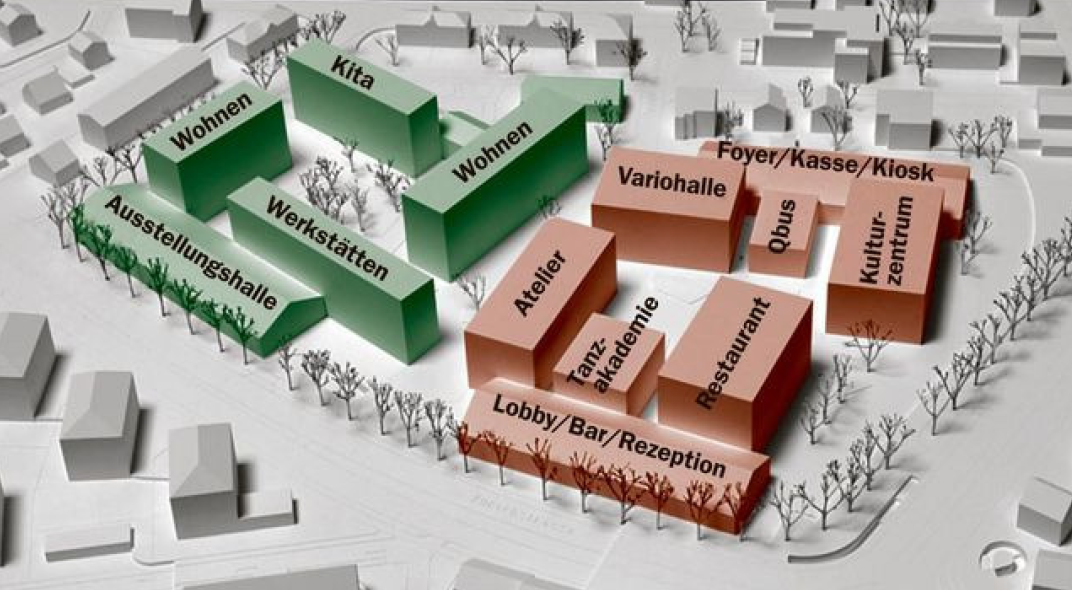 Kita
Wohnen
Wohnen
Ausstellungshalle
Werkstätten
Foyer/Kasse/Kiosk
Variohalle
Qbus
Kultur-
zentrum
Atelier
Tanz-
akademie
Restaurant
Lobby/Bar/Rezeption